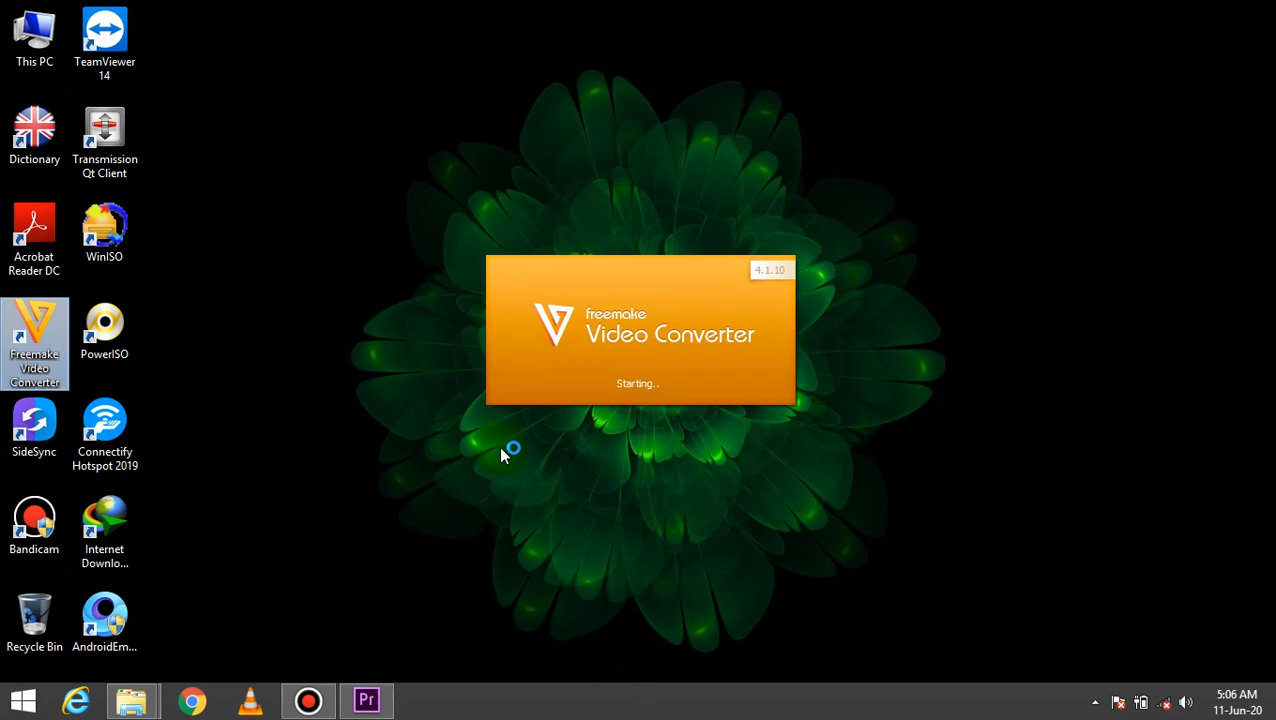 This PC
TeamViewer
14
Dictionary
Transmission
Qt Client
Acrobat
Reader DC
WinISO
Freemake
Video
Converter
PowerISO
SideSync
Connectify
Hotspot 2019
Bandicam
Internet
Downlo...
Recycle Bin
AndroidEm...
4.1.10
freemake
Video Converter
Starting..
Pr
5:06 AM
11-Jun-20